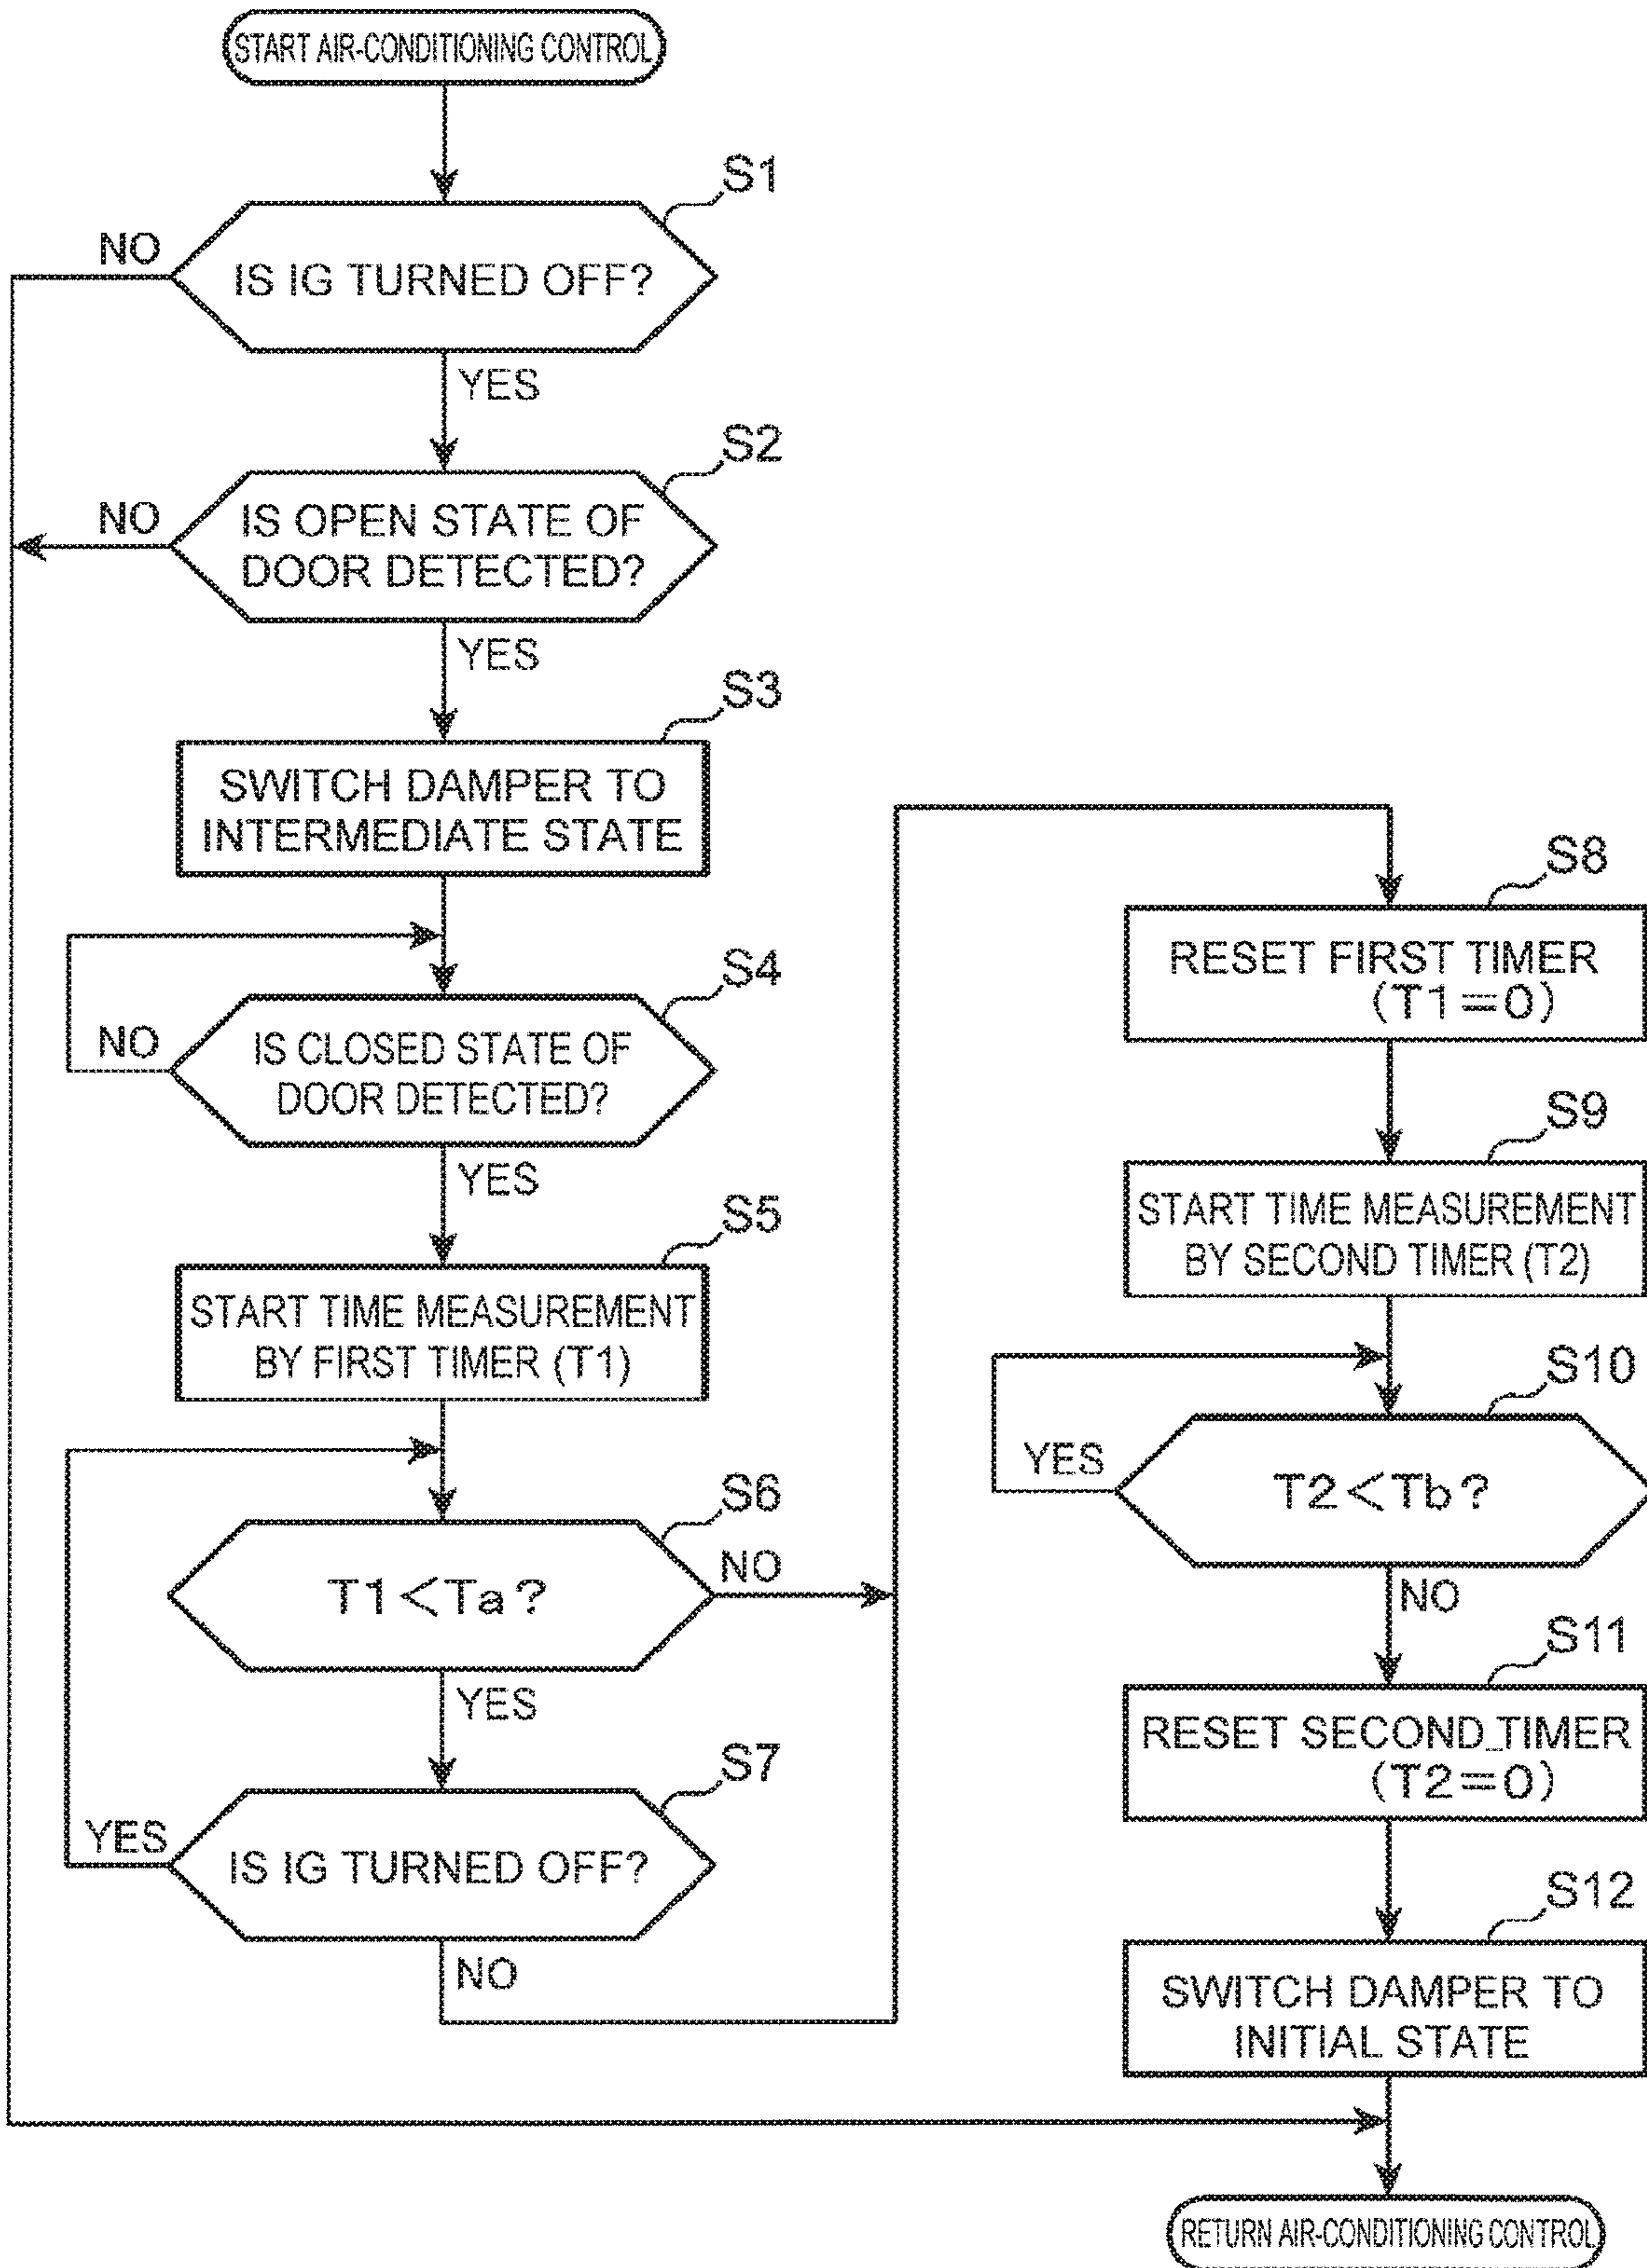 START AIR-CONDITIONING CONTROL
S1
NO
IS IG TURNED OFF?
YES
S2
NO
IS OPEN STATE OF
DOOR DETECTED?
YES
S3
SWITCH DAMPER TO
INTERMEDIATE STATE
S4
NO
IS CLOSED STATE OF
DOOR DETECTED?
YES
S5
START TIME MEASUREMENT
BY FIRST TIMER (T1)
S6
T1<Ta?
NO
YES
S7
YES
IS IG TURNED OFF?
NO
S8
RESET FIRST TIMER
(T1=0)
S9
START TIME MEASUREMENT
BY SECOND TIMER (T2)
S10
YES
T2<Tb?
NO
S11
RESET SECOND TIMER
(T2=0)
S12
SWITCH DAMPER TO
INITIAL STATE
RETURN AIR-CONDITIONING CONTROL